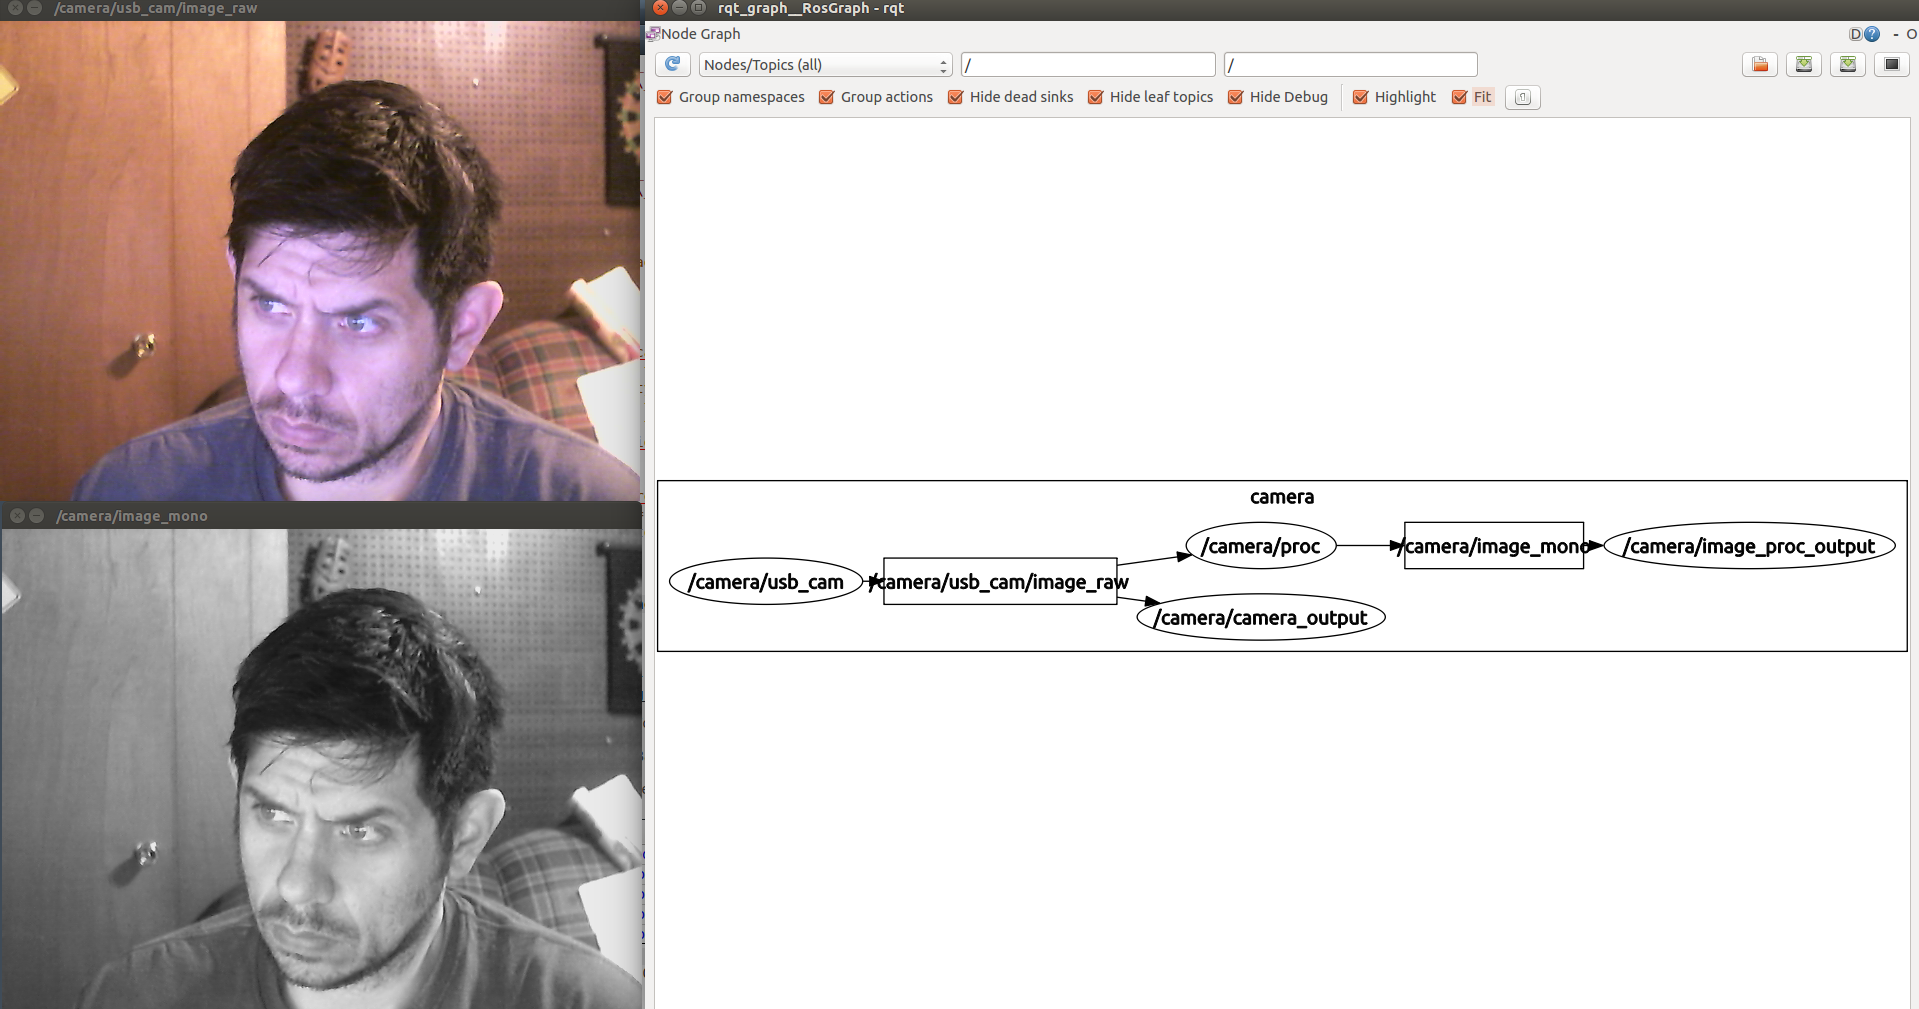 /camera/usb_cam/image_raw
rqt_graph__RosGraph - rqt
Node Graph
D ? - O
Nodes/Topics (all) / /
Group namespaces Group actions Hide dead sinks Hide leaf topics Hide Debug Highlight Fit
camera
/camera/proc /camera/image_mono /camera/image_proc_output
/camera/usb_cam /camera/usb_cam/image_raw
/camera/camera_output
/camera/image_mono